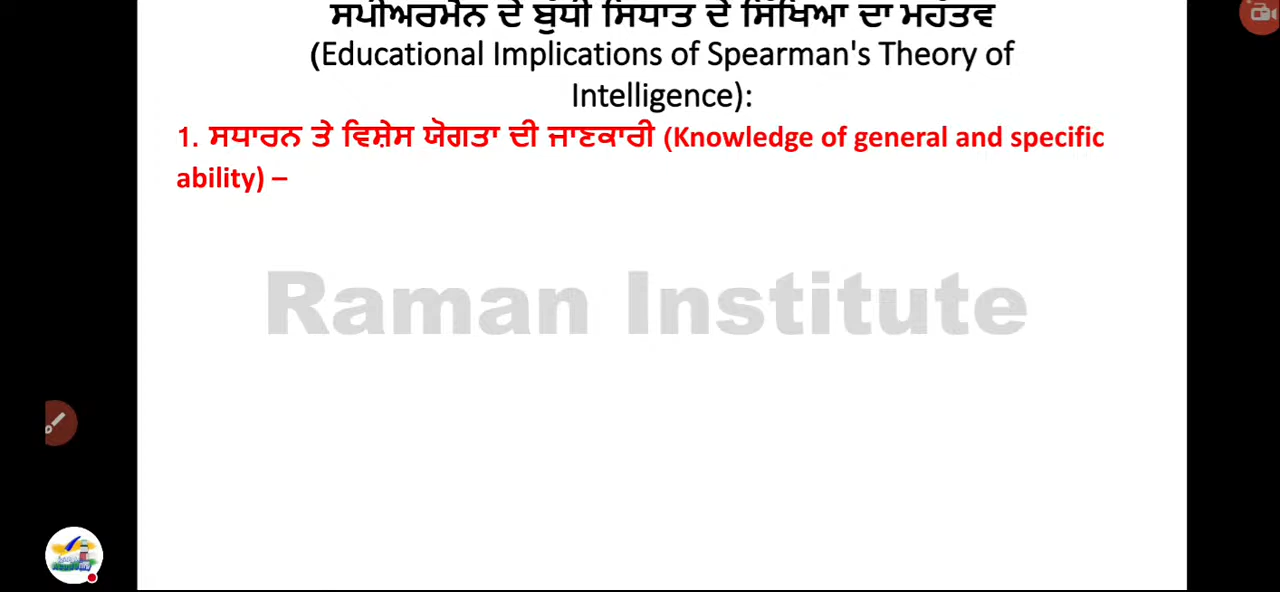 ਸਪੀਅਰਮੈਨ ਦੇ ਬੁੱਧੀ ਸਿਧਾਂਤ ਦੇ ਸਿੱਖਿਆ ਦਾ ਮਹੱਤਵ
(Educational Implications of Spearman's Theory of
Intelligence):
1. ਸਧਾਰਨ ਤੇ ਵਿਸ਼ੇਸ ਯੋਗਤਾ ਦੀ ਜਾਣਕਾਰੀ (Knowledge of general and specific
ability) –
Raman Institute